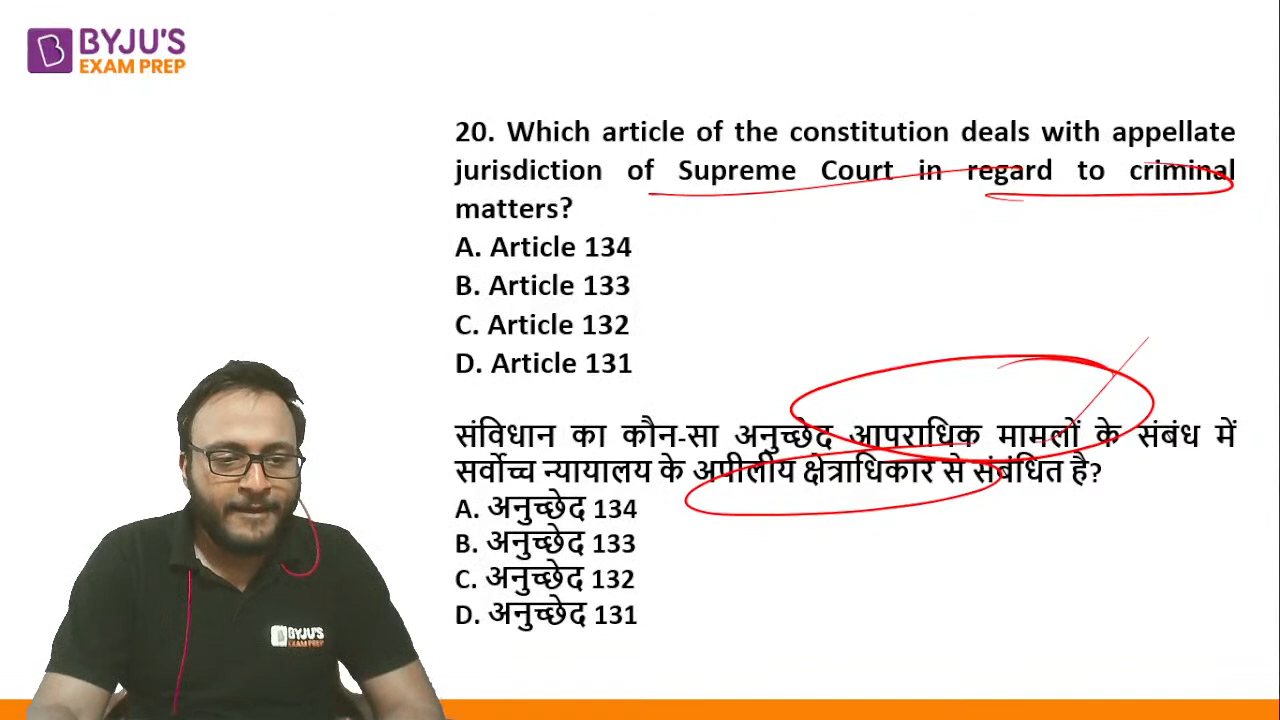 BYJU'S
EXAM PREP
20. Which article of the constitution deals with appellate
jurisdiction of Supreme Court in regard to criminal
matters?
A. Article 134
B. Article 133
C. Article 132
D. Article 131
संविधान का कौन-सा अनुच्छेद आपराधिक मामलों के संबंध में
सर्वोच्च न्यायालय के अपीलीय क्षेत्राधिकार से संबंधित है?
A. अनुच्छेद 134
B. अनुच्छेद 133
C. अनुच्छेद 132
D. अनुच्छेद 131
BYJU'S
EXAM PREP